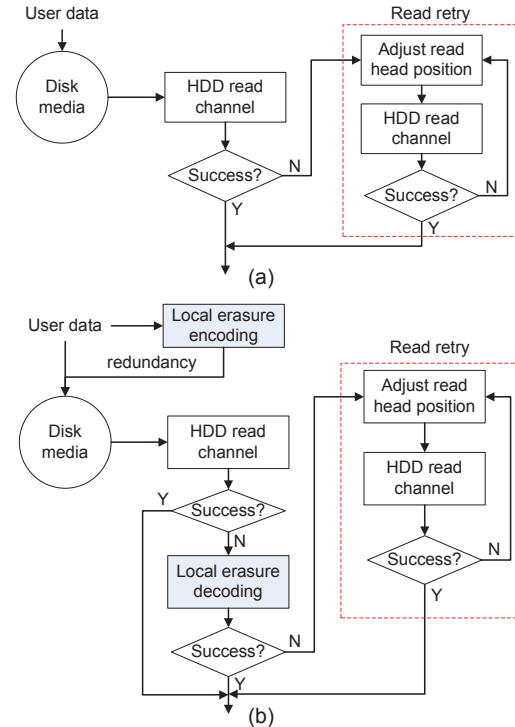 User data
Read retry
Disk
media
HDD read
channel
Adjust read
head position
N
HDD read
channel
Success?
N
Y
Success?
N
Y
(a)
User data
Local erasure
encoding
redundancy
Read retry
Disk
media
HDD read
channel
Adjust read
head position
Y
Success?
N
HDD read
channel
Local erasure
decoding
Success?
N
Y
Success?
N
Y
(b)